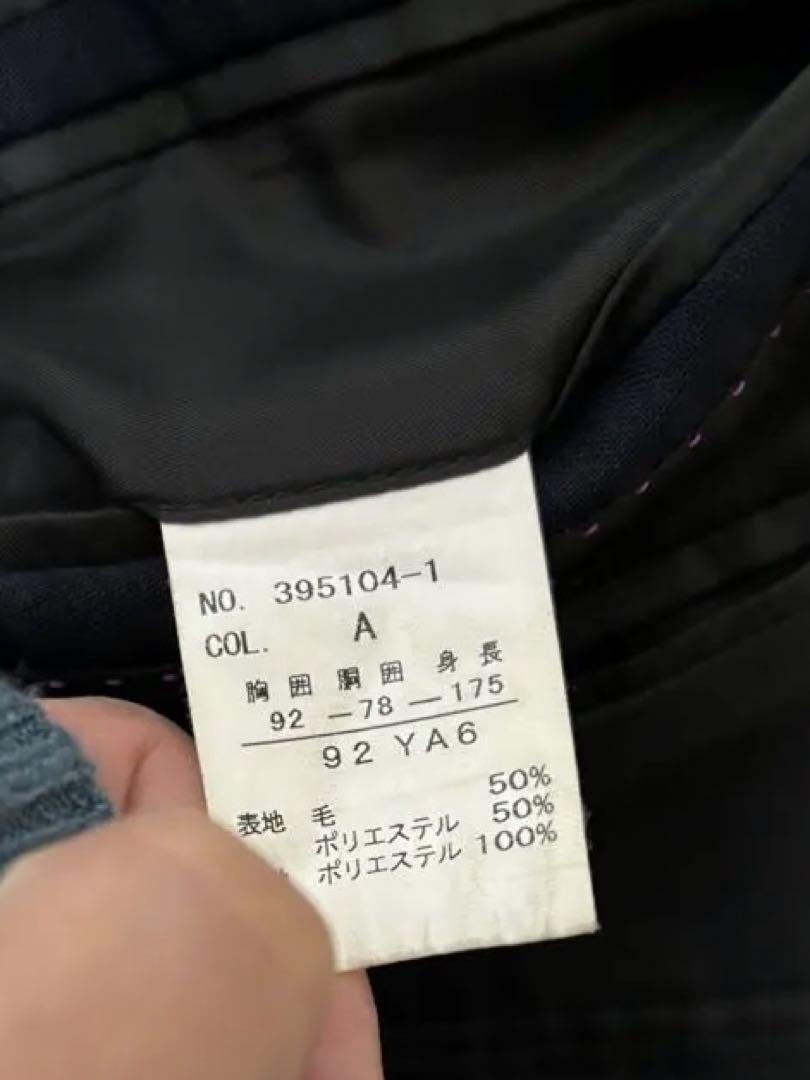 NO. 395104-1
COL. A
胸囲 胴囲 身長
92 -78-175
92 YA6
表地 毛 50%
ポリエステル 50%
ポリエステル 100%